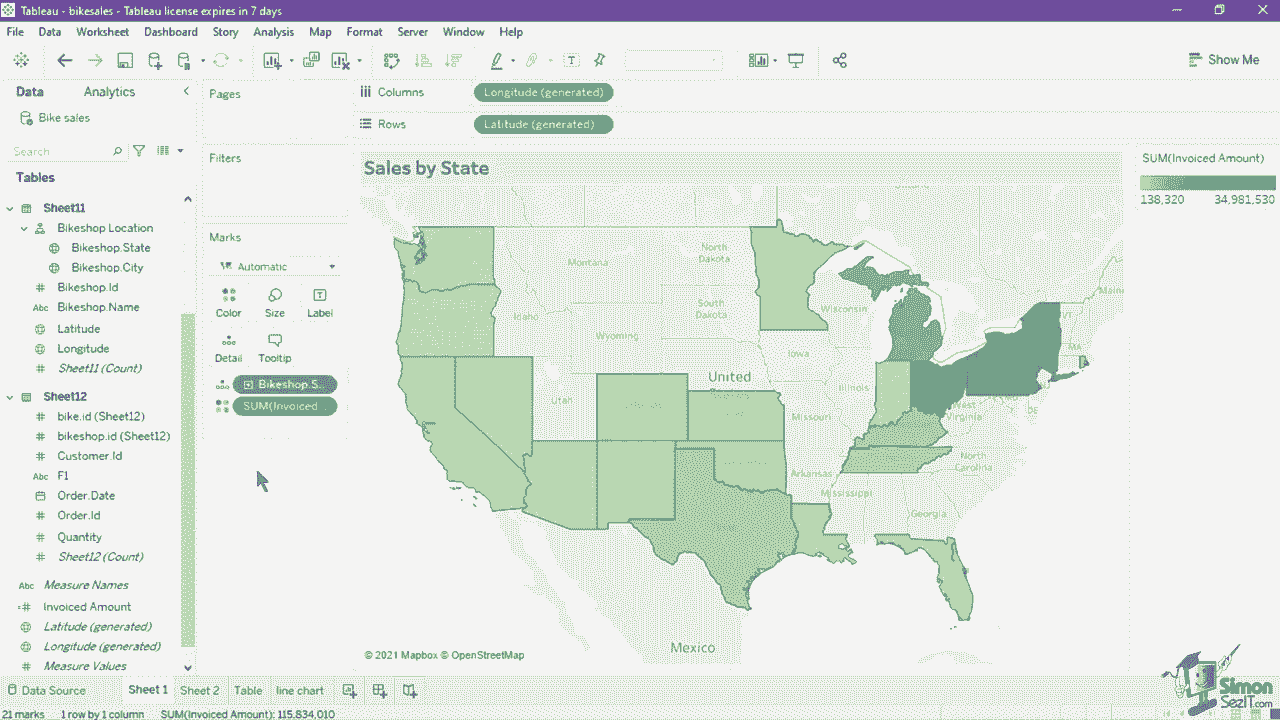 Tableau - bikesales - Tableau license expires in 7 days
File Data Worksheet Dashboard Story Analysis Map Format Server Window Help
Show Me
Data Analytics
Bike sales
Search
Tables
Sheet11
Bikeshop Location
Bikeshop.State
Bikeshop.City
Bikeshop.Id
Abc Bikeshop.Name
Latitude
Longitude
Sheet11 (Count)
Sheet12
bike.id (Sheet12)
bikeshop.id (Sheet12)
Customer.Id
Abc F1
Order.Date
Order.Id
Quantity
Sheet12 (Count)
Abc Measure Names
Invoiced Amount
Latitude (generated)
Longitude (generated)
Measure Values
Pages
Filters
Marks
Automatic
Color Size Label
Detail Tooltip
Bikeshop.S..
SUM(Invoiced..
Columns Longitude (generated)
Rows Latitude (generated)
Sales by State
North Dakota
Montana
Maine
South Dakota
Wisconsin
Idaho
VT
Wyoming
MA
Iowa
United
Illinois
Utah
DE
West Virginia
Missouri
North Carolina
Arkansas
Mississippi
Georgia
Mexico
© 2021 Mapbox © OpenStreetMap
SUM(Invoiced Amount)
138,320 34,981,530
Simon
SezIT.com
Data Source Sheet 1 Sheet 2 Table line chart
21 marks 1 row by 1 column SUM(Invoiced Amount): 115,834,010